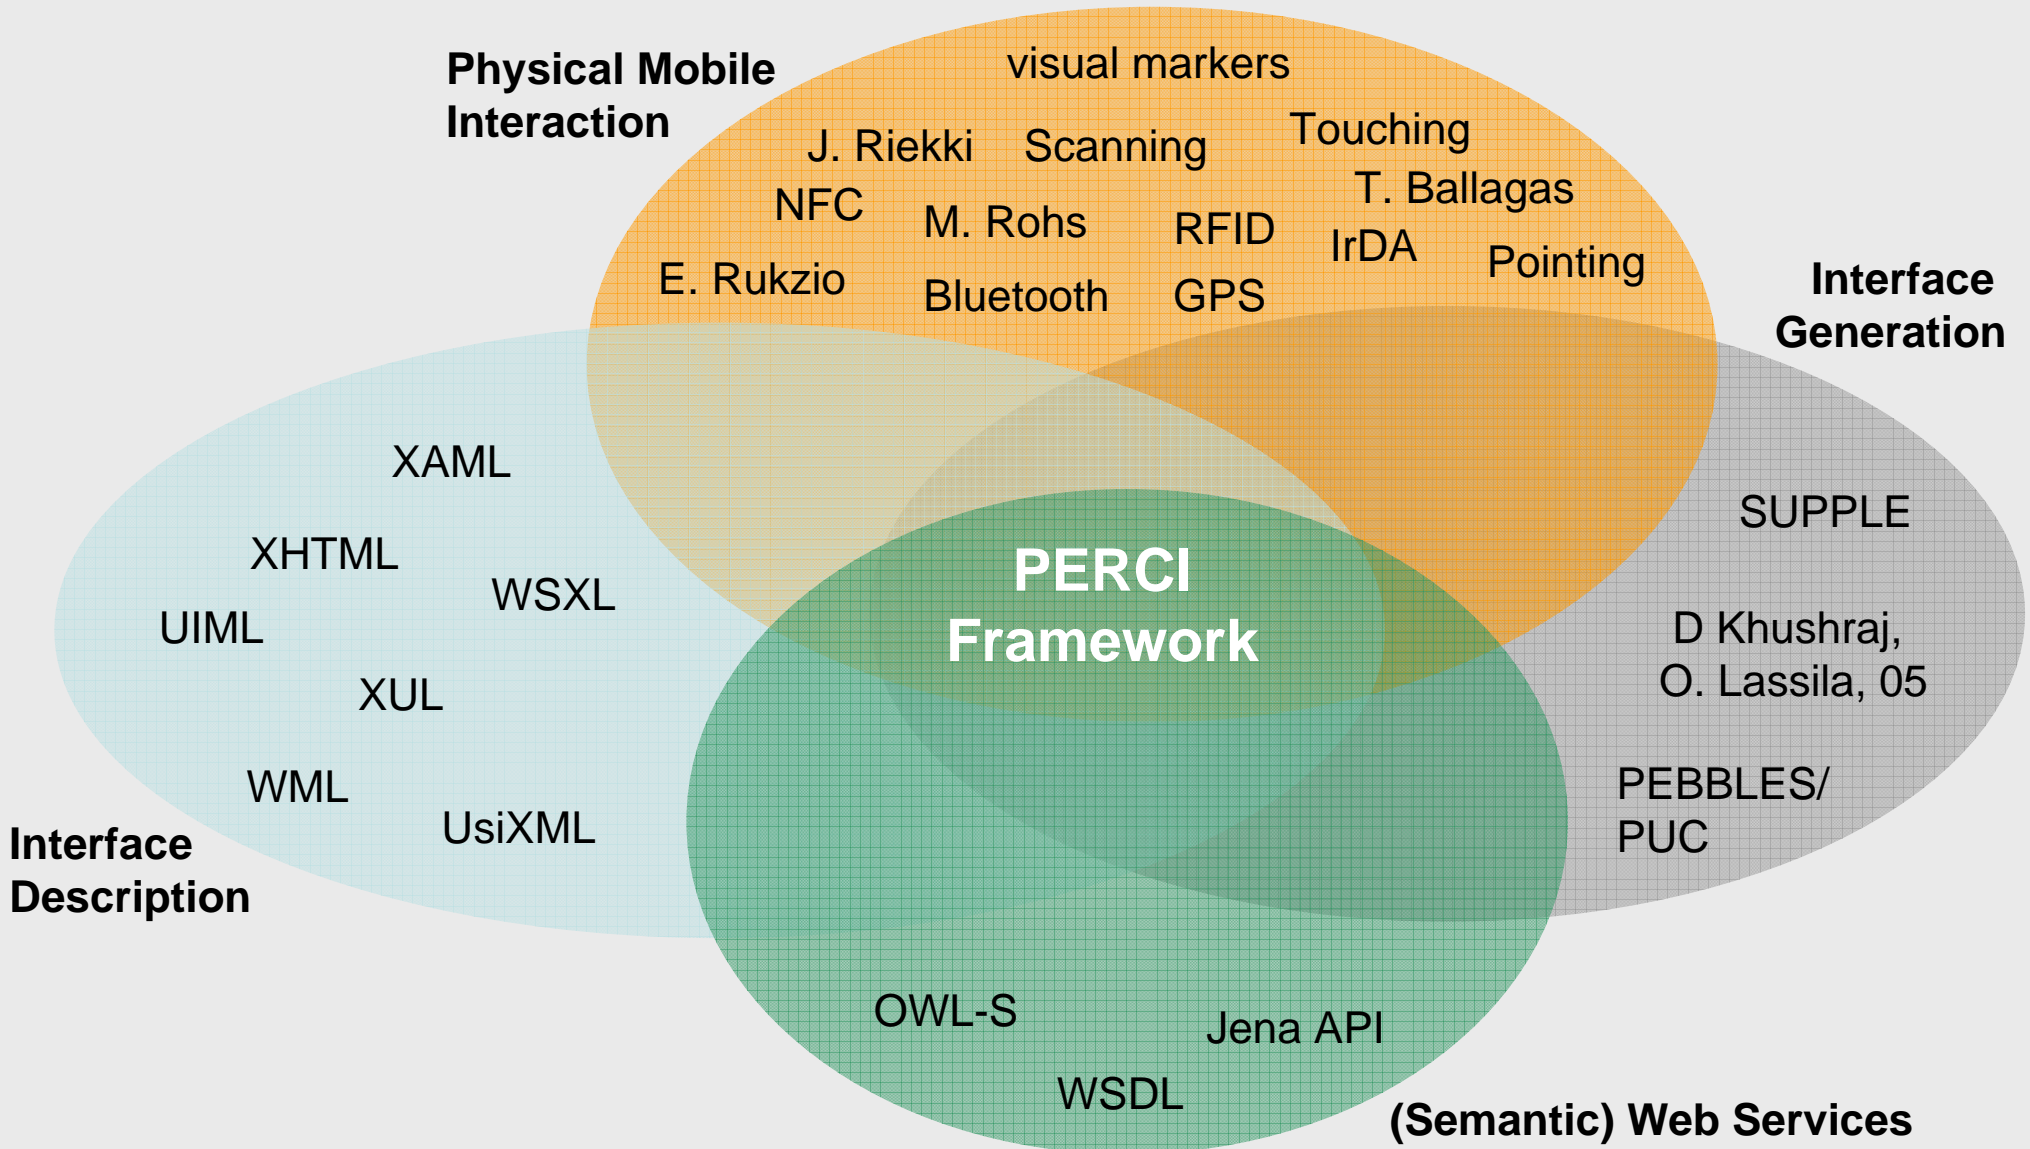 Physical Mobile
Interaction
visual markers
J. Riekki
Scanning
Touching
NFC
M. Rohs
RFID
T. Ballagas
IrDA
Pointing
E. Rukzio
Bluetooth
GPS
Interface
Generation
XAML
XHTML
WSXL
UIML
XUL
WML
UsiXML
Interface
Description
PERCI
Framework
SUPPLE
D Khushraj,
O. Lassila, 05
PEBBLES/
PUC
OWL-S
Jena API
WSDL
(Semantic) Web Services